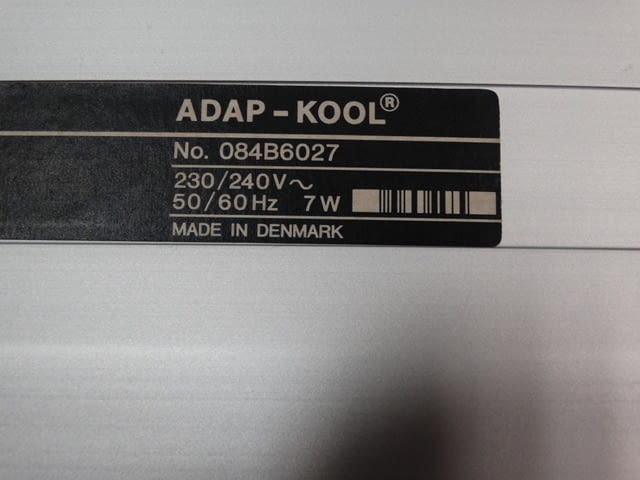 ADAP-KOOL®
No. 084B6027
230/240V~
50/60Hz 7W
MADE IN DENMARK